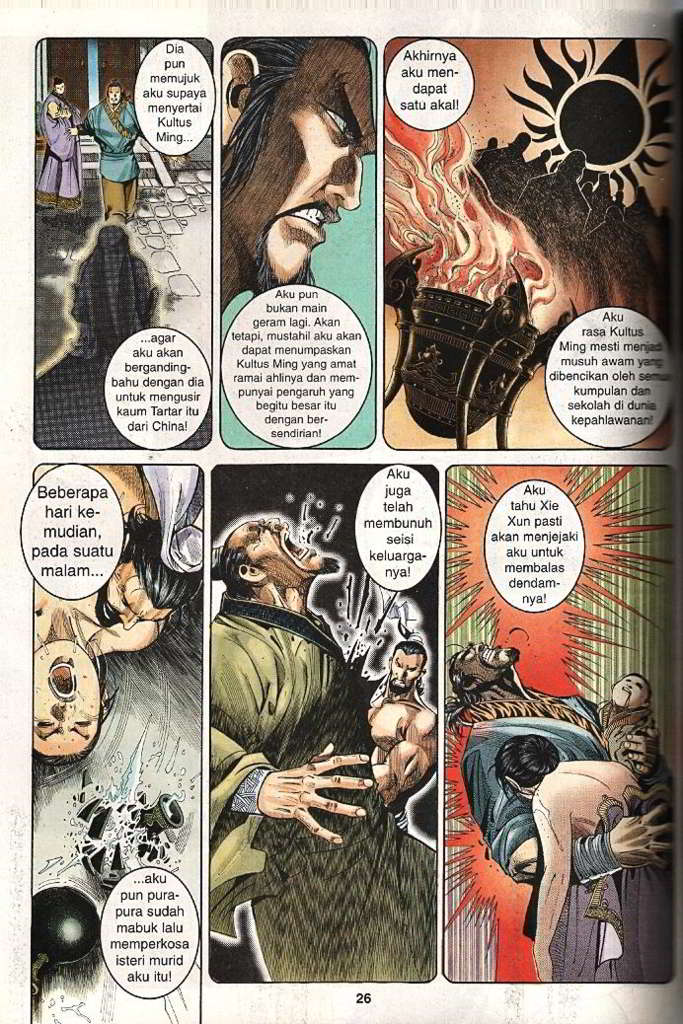 Dia
pun
memujuk
aku supaya
menyertai
Kultus
Ming...
...agar
aku akan
berganding-
bahu dengan dia
untuk mengusir
kaum Tartar itu
dari China!
Aku pun
bukan main
geram lagi. Akan
tetapi, mustahil aku akan
dapat menumpaskan
Kultus Ming yang amat
ramai ahlinya dan mem-
punyai pengaruh yang
begitu besar itu
dengan ber-
sendirian!
Akhirnya
aku men-
dapat
satu akal!
Aku
rasa Kultus
Ming mesti menjadi
musuh awam yang
dibencikan oleh semua
kumpulan dan
sekolah di dunia
kepahlawanan!
Beberapa
hari ke-
mudian,
pada suatu
malam...
...aku
pun pura-
pura sudah
mabuk lalu
memperkosa
isteri murid
aku itu!
Aku
juga
telah
membunuh
seisi
keluarga-
nya!
Aku
tahu Xie
Xun pasti
akan menjejaki
aku untuk
membalas
dendam-
nya!
26